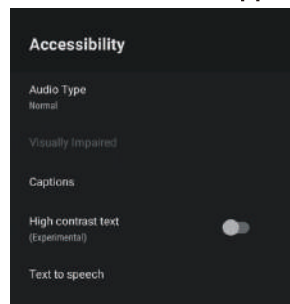 Accessibility
Audio Type
Normal
Visually Impaired
Captions
High contrast text
(Experimental)
Text to speech